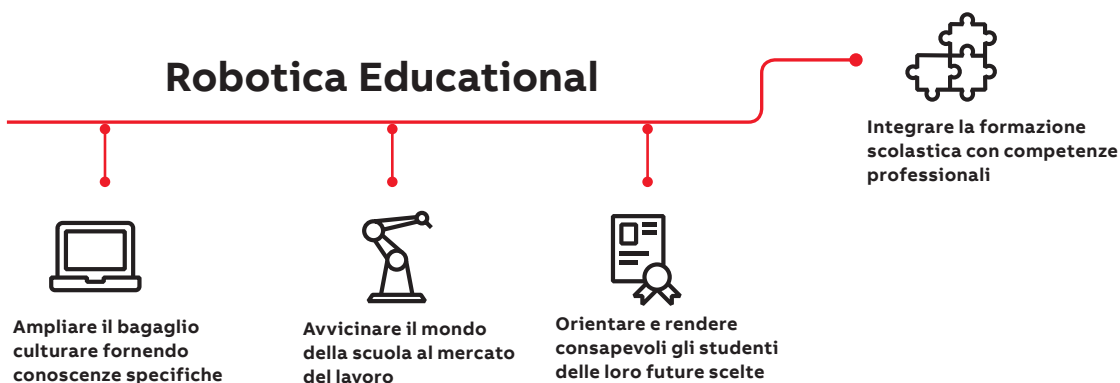 Robotica Educational
Integrare la formazione
scolastica con competenze
professionali
Ampliare il bagaglio
culturare fornendo
conoscenze specifiche
Avvicinare il mondo
della scuola al mercato
del lavoro
Orientare e rendere
consapevoli gli studenti
delle loro future scelte